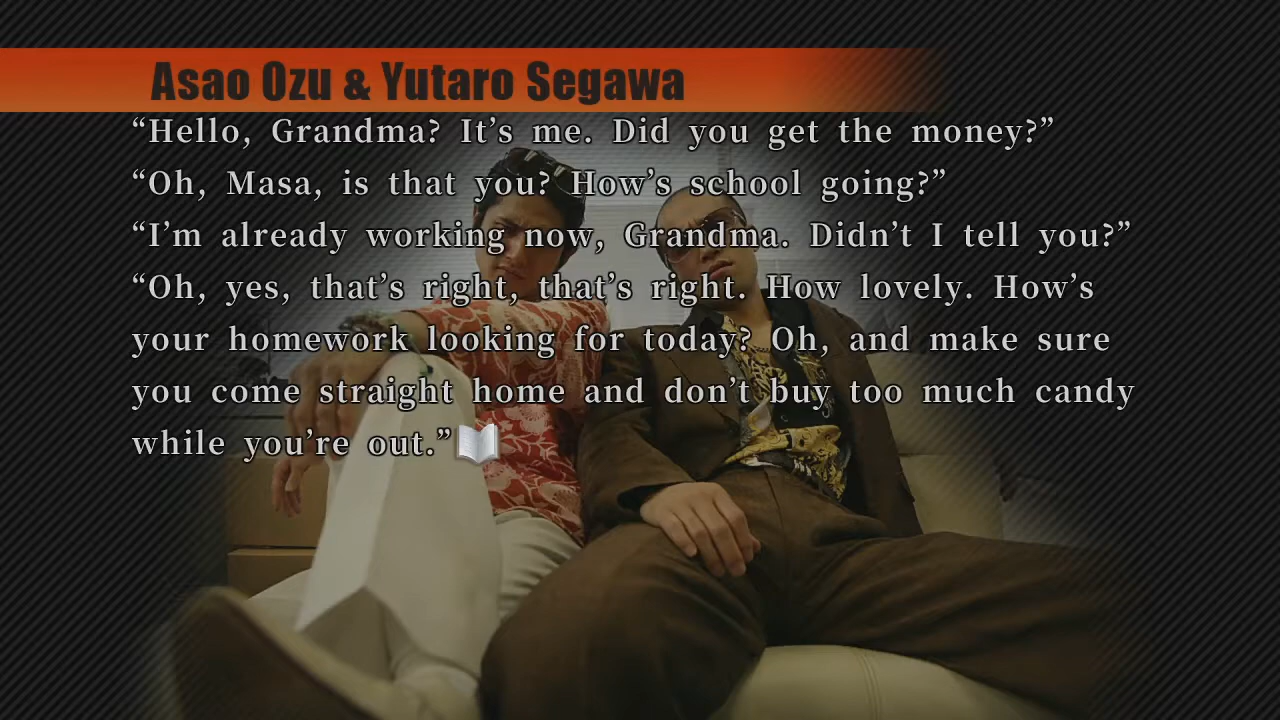 Asao Ozu & Yutaro Segawa
“Hello, Grandma? It’s me. Did you get the money?”
“Oh, Masa, is that you? How’s school going?”
“I’m already working now, Grandma. Didn’t I tell you?”
“Oh, yes, that’s right, that’s right. How lovely. How’s
your homework looking for today? Oh, and make sure
you come straight home and don’t buy too much candy
while you’re out.”